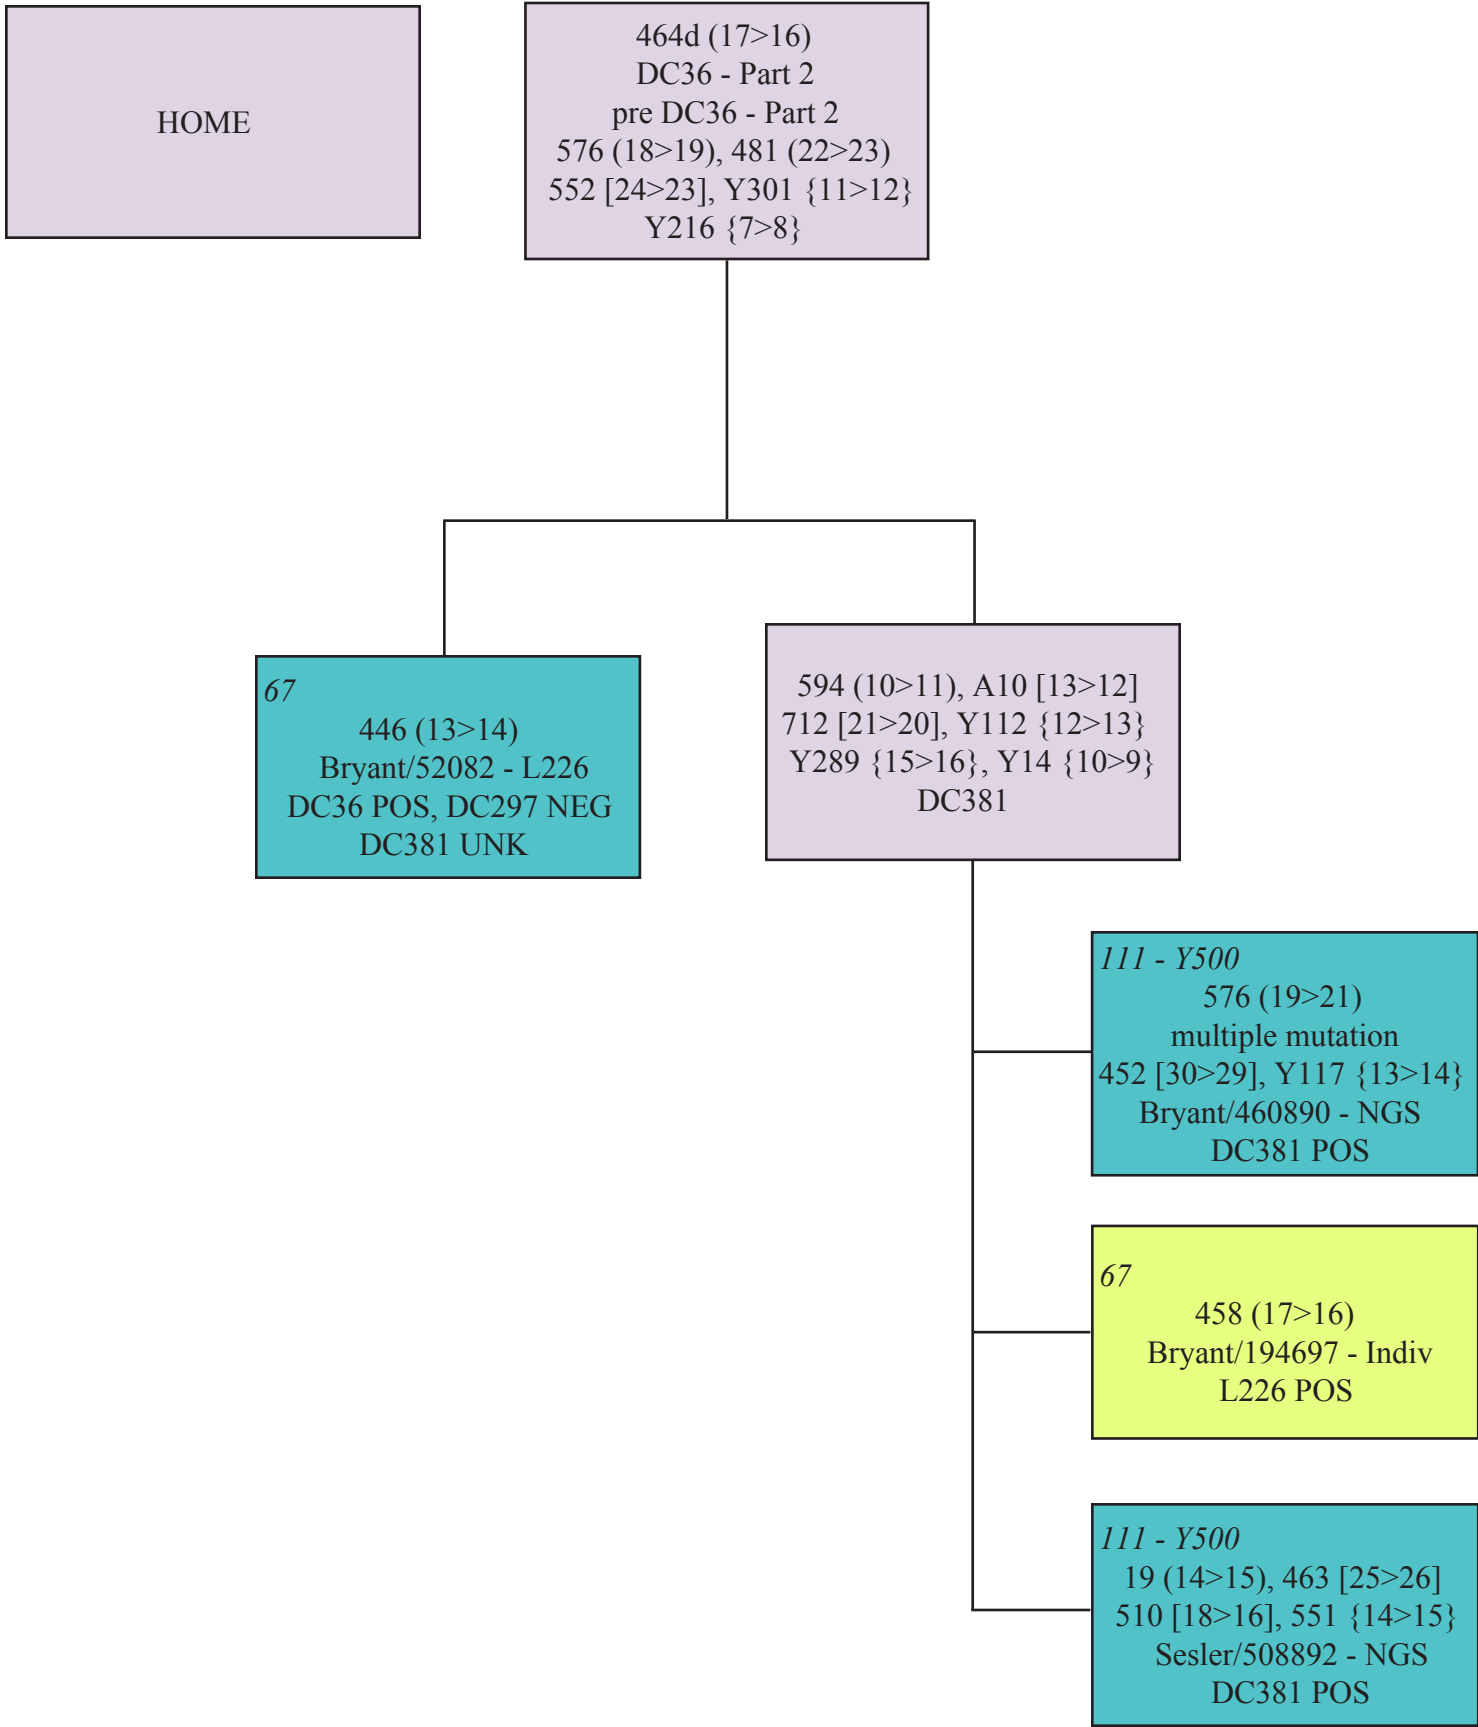 HOME
464d (17>16)
DC36 - Part 2
pre DC36 - Part 2
576 (18>19), 481 (22>23)
552 [24>23], Y301 {11>12}
Y216 {7>8}
67
446 (13>14)
Bryant/52082 - L226
DC36 POS, DC297 NEG
DC381 UNK
594 (10>11), A10 [13>12]
712 [21>20], Y112 {12>13}
Y289 {15>16}, Y14 {10>9}
DC381
111 - Y500
576 (19>21)
multiple mutation
452 [30>29], Y117 {13>14}
Bryant/460890 - NGS
DC381 POS
67
458 (17>16)
Bryant/194697 - Indiv
L226 POS
111 - Y500
19 (14>15), 463 [25>26]
510 [18>16], 551 {14>15}
Sesler/508892 - NGS
DC381 POS